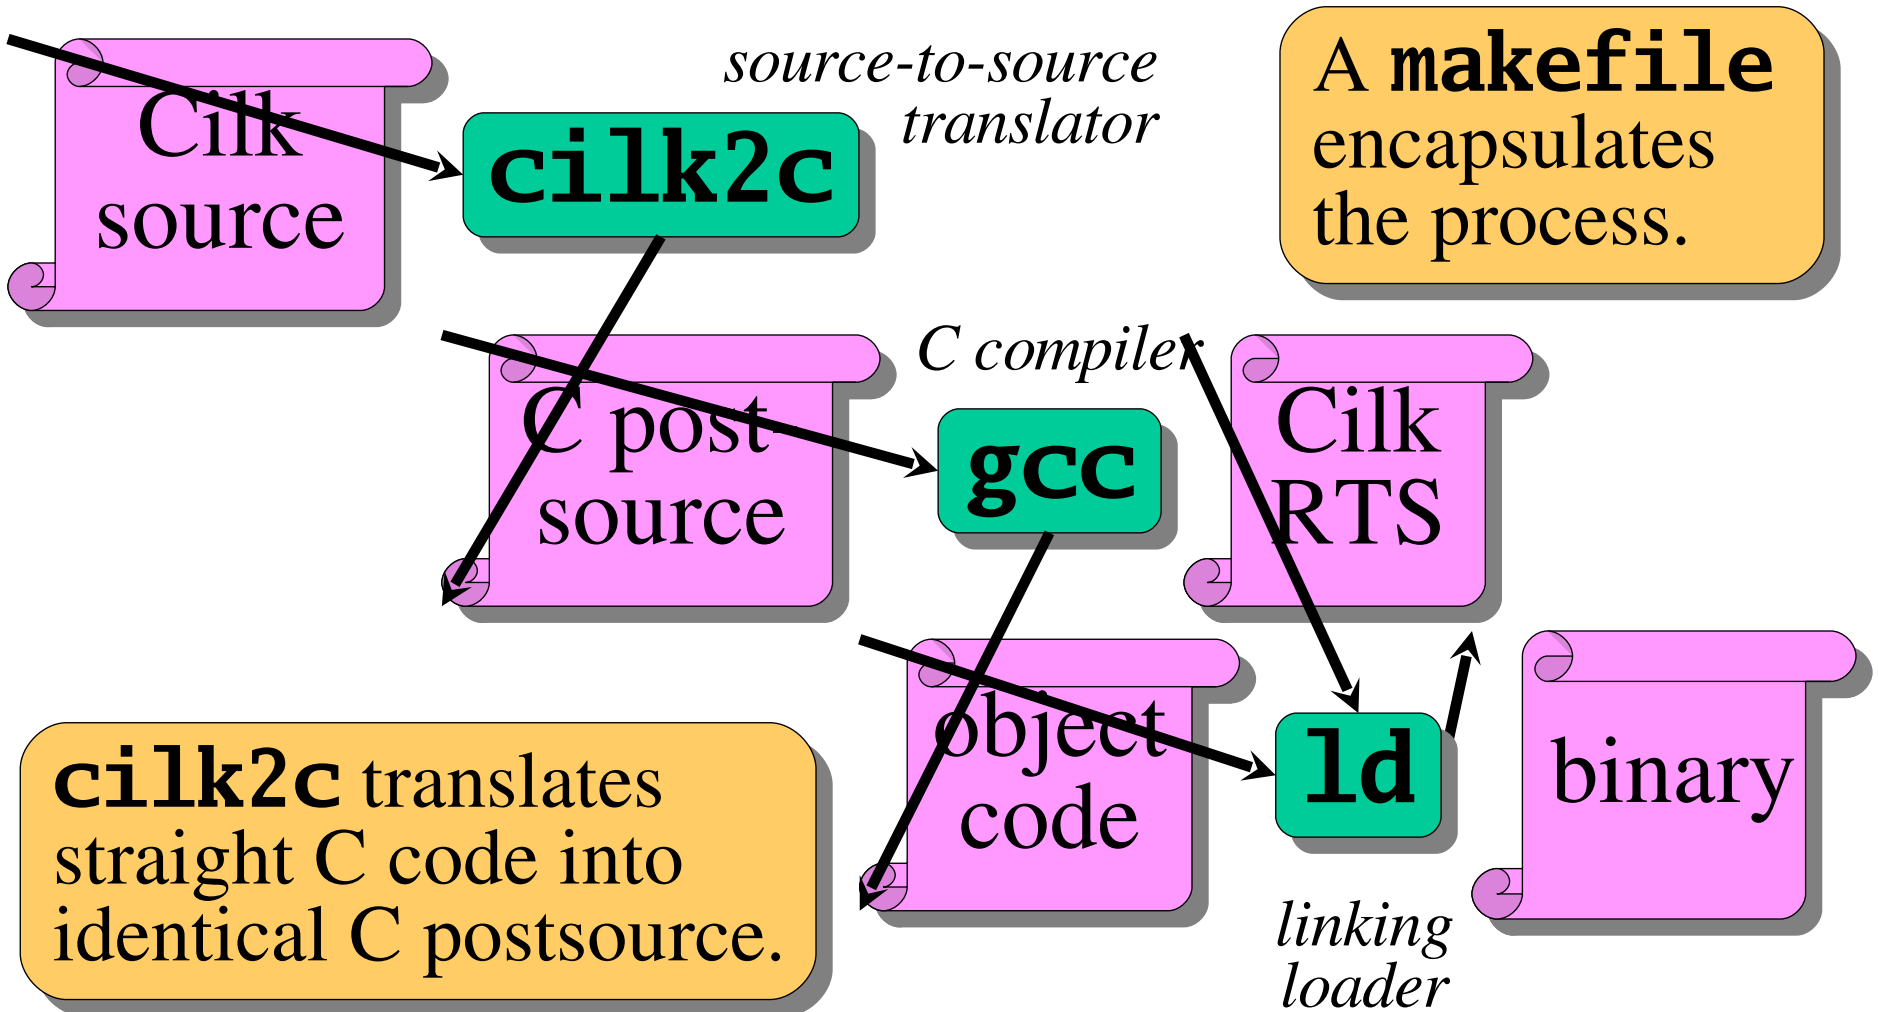 Cilk
source
cilk2c
source-to-source
translator
A makefile
encapsulates
the process.
C post-
source
C compiler
gcc
Cilk
RTS
object
code
ld
linking
loader
binary
cilk2c translates
straight C code into
identical C postsource.